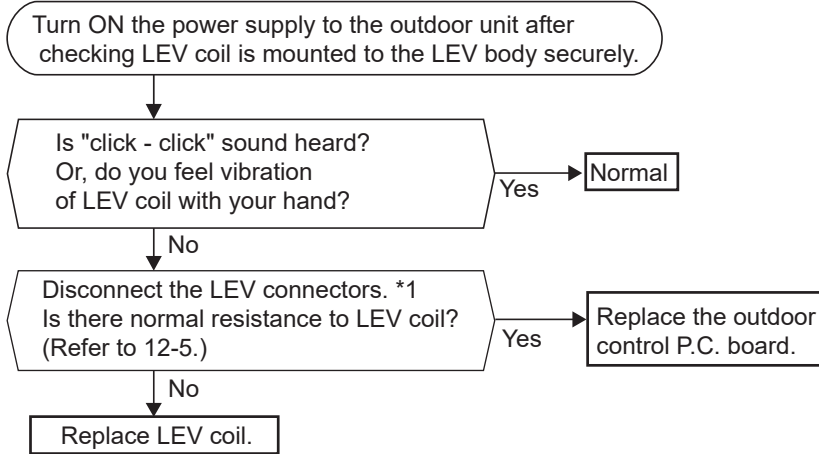 Turn ON the power supply to the outdoor unit after
checking LEV coil is mounted to the LEV body securely.
Is "click - click" sound heard?
Or, do you feel vibration
of LEV coil with your hand?
Yes
Normal
No
Disconnect the LEV connectors. *1
Is there normal resistance to LEV coil?
(Refer to 12-5.)
Yes
Replace the outdoor
control P.C. board.
No
Replace LEV coil.